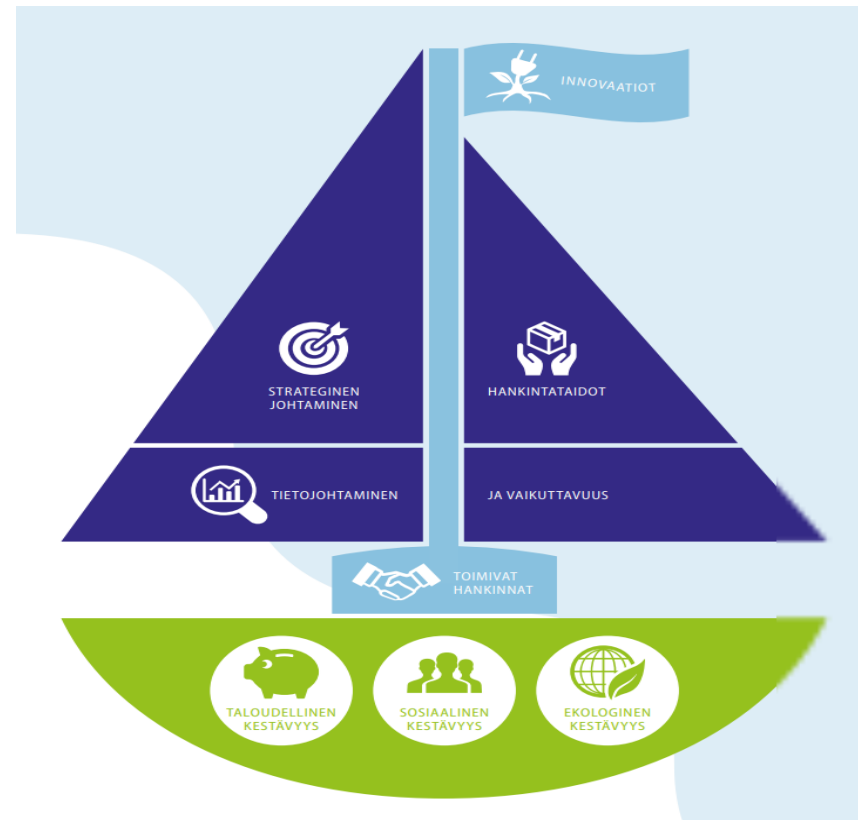 INNOVAATIOT
STRATEGINEN
JOHTAMINEN
HANKINTATAIDOT
TIETOJOHTAMINEN
JA VAIKUTTAVUUS
TOIMIVAT
HANKINNAT
TALOUDELLINEN
KESTÄVYYS
SOSIAALINEN
KESTÄVYYS
EKOLOGINEN
KESTÄVYYS